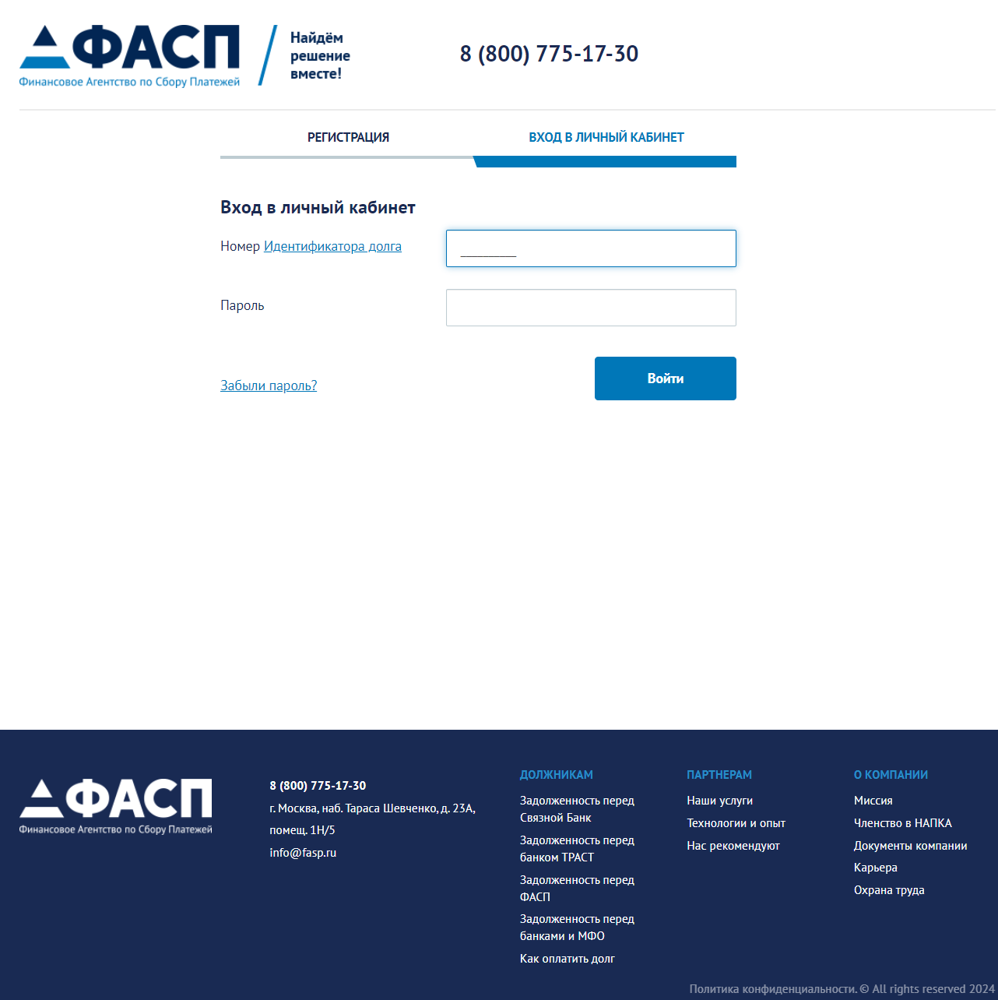 ФАСП
Финансовое Агентство по Сбору Платежей
Найдём
решение
вместе!
8 (800) 775-17-30
РЕГИСТРАЦИЯ
ВХОД В ЛИЧНЫЙ КАБИНЕТ
Вход в личный кабинет
Номер Идентификатора долга
_________
Пароль
Забыли пароль?
Войти
ФАСП
Финансовое Агентство по Сбору Платежей
8 (800) 775-17-30
г. Москва, наб. Тараса Шевченко, д. 23А,
помещ. 1Н/5
info@fasp.ru
ДОЛЖНИКАМ
Задолженность перед
Связной Банк
Задолженность перед
банком ТРАСТ
Задолженность перед
ФАСП
Задолженность перед
банками и МФО
Как оплатить долг
ПАРТНЕРАМ
Наши услуги
Технологии и опыт
Нас рекомендуют
О КОМПАНИИ
Миссия
Членство в НАПКА
Документы компании
Карьера
Охрана труда
Политика конфиденциальности. © All rights reserved 2024